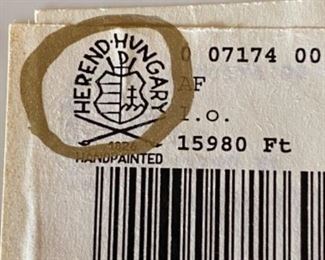 HEREND·HUNGARY
1826
HANDPAINTED
0 07174 00
AF
I.O.
15980 Ft